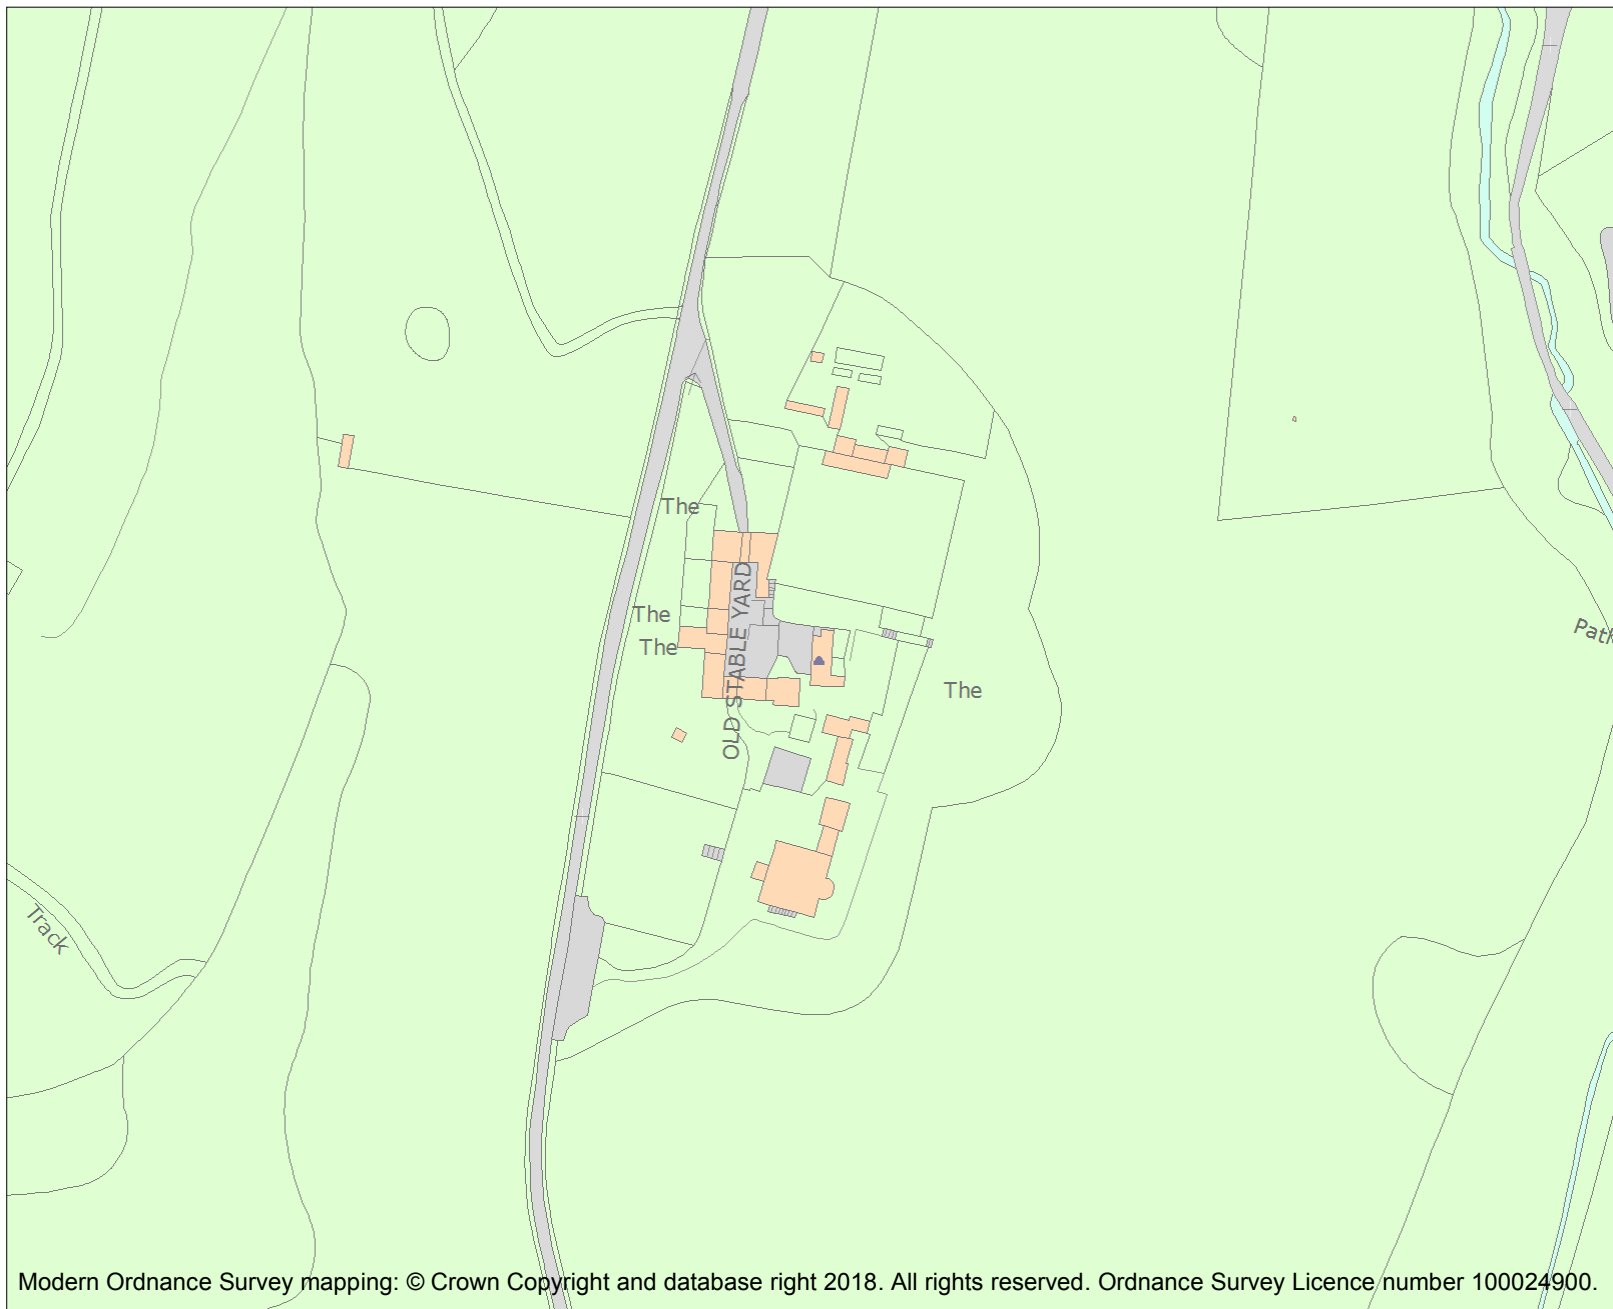 The
The
The
OLD STABLE YARD
The
Path
Track
Modern Ordnance Survey mapping: © Crown Copyright and database right 2018. All rights reserved. Ordnance Survey Licence number 100024900.